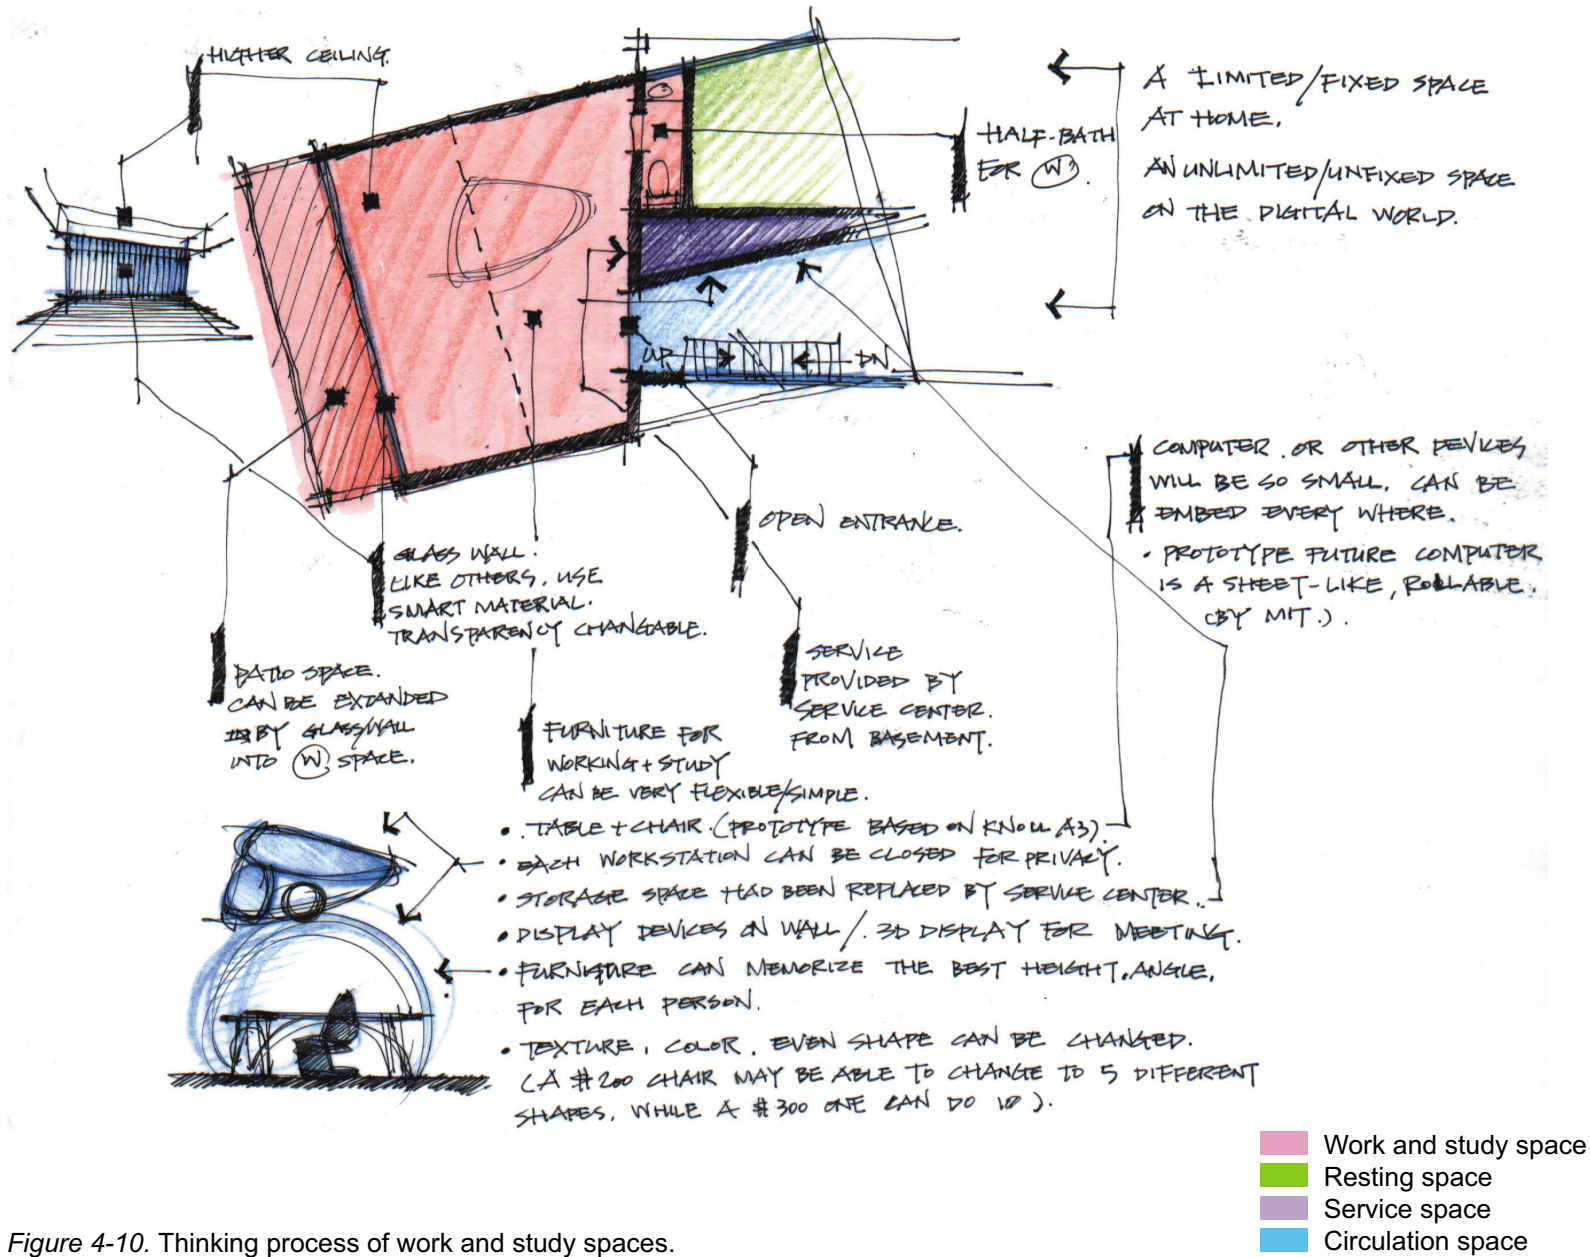 HIGHER CEILING.
A LIMITED/FIXED SPACE
AT HOME.
AN UNLIMITED/UNFIXED SPACE
ON THE DIGITAL WORLD.
HALF-BATH
FOR W.
UP
DN
COMPUTER OR OTHER DEVICES
WILL BE SO SMALL, CAN BE
EMBED EVERY WHERE.
• PROTOTYPE FUTURE COMPUTER
IS A SHEET-LIKE, ROLLABLE.
(BY MIT.).
OPEN ENTRANCE.
GLASS WALL.
LIKE OTHERS, USE
SMART MATERIAL.
TRANSPARENCY CHANGABLE.
PATIO SPACE.
CAN BE EXTANDED
BY GLASS WALL
INTO W SPACE.
SERVICE
PROVIDED BY
SERVICE CENTER.
FROM BASEMENT.
FURNITURE FOR
WORKING + STUDY
CAN BE VERY FLEXIBLE/SIMPLE.
• TABLE + CHAIR. (PROTOTYPE BASED ON KNOLL A3).
• EACH WORKSTATION CAN BE CLOSED FOR PRIVACY.
• STORAGE SPACE HAD BEEN REPLACED BY SERVICE CENTER.
• DISPLAY DEVICES ON WALL/. 3D DISPLAY FOR MEETING.
• FURNITURE CAN MEMORIZE THE BEST HEIGHT, ANGLE,
FOR EACH PERSON.
• TEXTURE, COLOR, EVEN SHAPE CAN BE CHANGED.
(A $200 CHAIR MAY BE ABLE TO CHANGE TO 5 DIFFERENT
SHAPES, WHILE A $300 ONE CAN DO 10).
Work and study space
Resting space
Service space
Circulation space
Figure 4-10. Thinking process of work and study spaces.